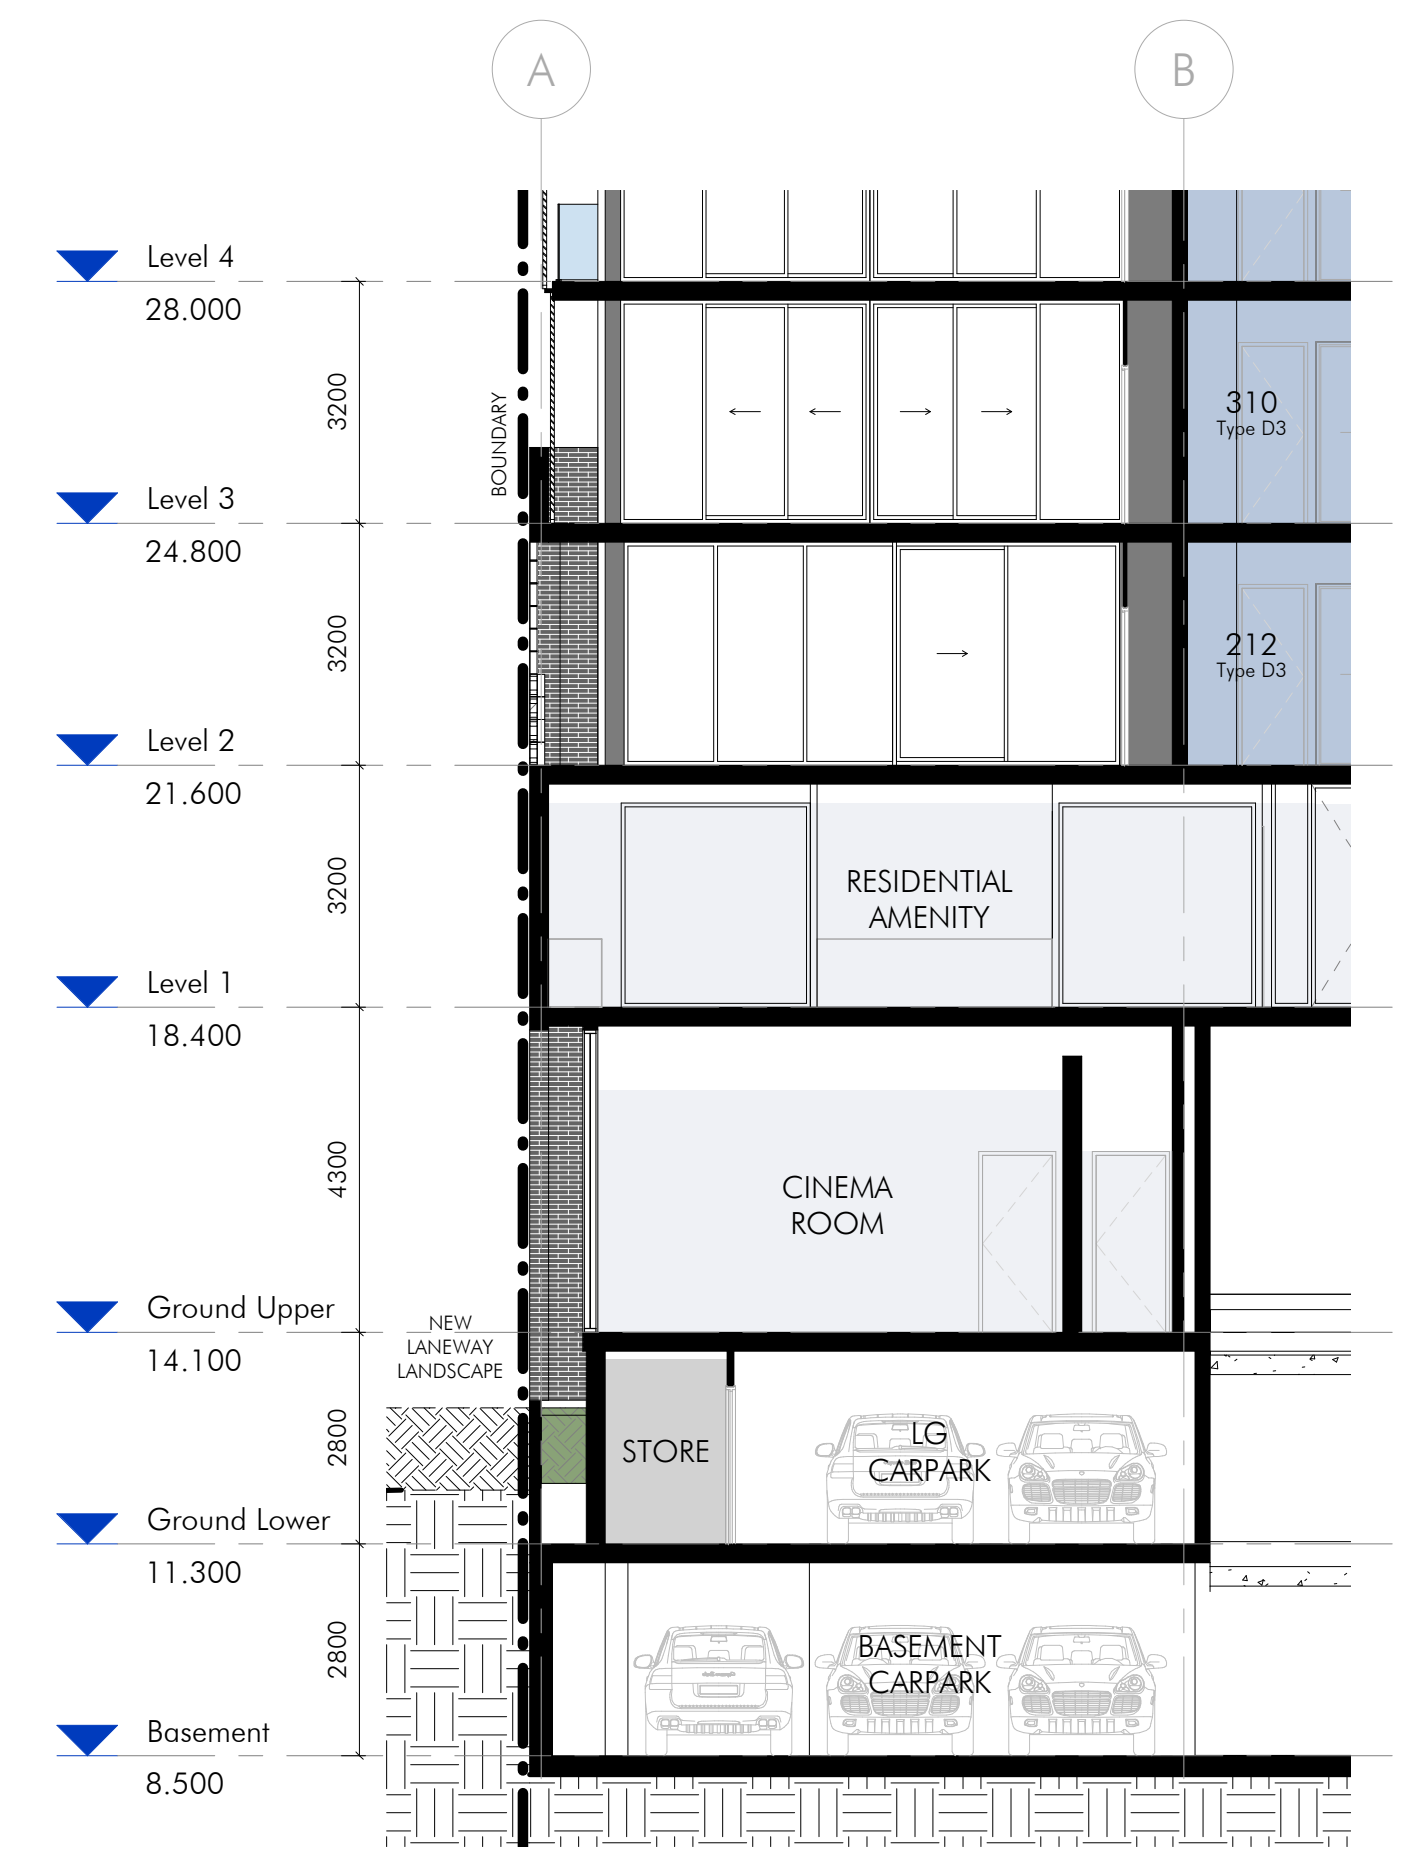 A
B
Level 4
28.000
3200
BOUNDARY
310
Type D3
Level 3
24.800
3200
212
Type D3
Level 2
21.600
3200
RESIDENTIAL
AMENITY
Level 1
18.400
4300
CINEMA
ROOM
Ground Upper
14.100
NEW
LANEWAY
LANDSCAPE
2800
STORE
LG
CARPARK
Ground Lower
11.300
2800
BASEMENT
CARPARK
Basement
8.500